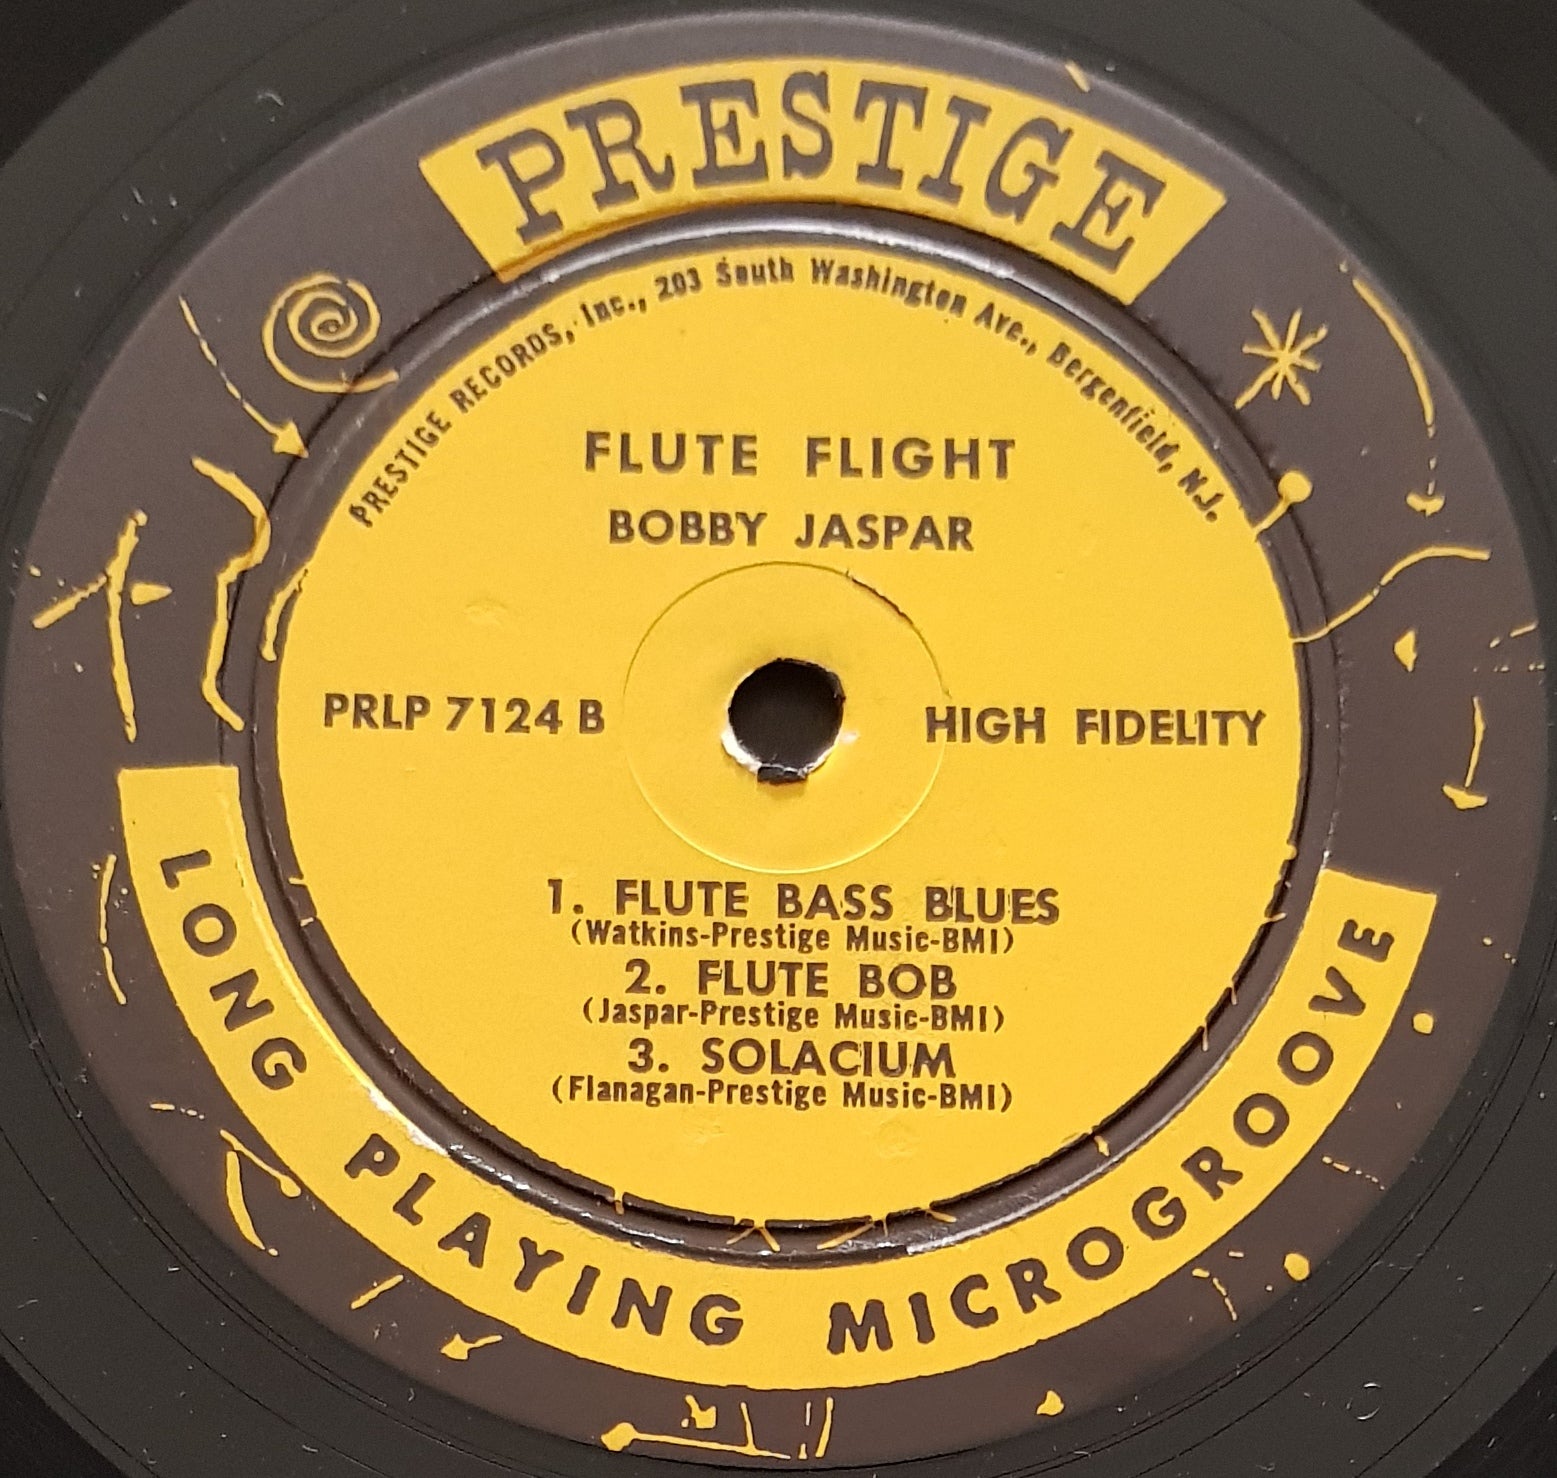 PRESTIGE
PRESTIGE RECORDS, Inc., 203 South Washington Ave., Bergenfield, N.J.
FLUTE FLIGHT
BOBBY JASPAR
PRLP 7124 B
HIGH FIDELITY
1. FLUTE BASS BLUES
(Watkins-Prestige Music-BMI)
2. FLUTE BOB
(Jaspar-Prestige Music-BMI)
3. SOLACIUM
(Flanagan-Prestige Music-BMI)
LONG PLAYING MICROGROOVE